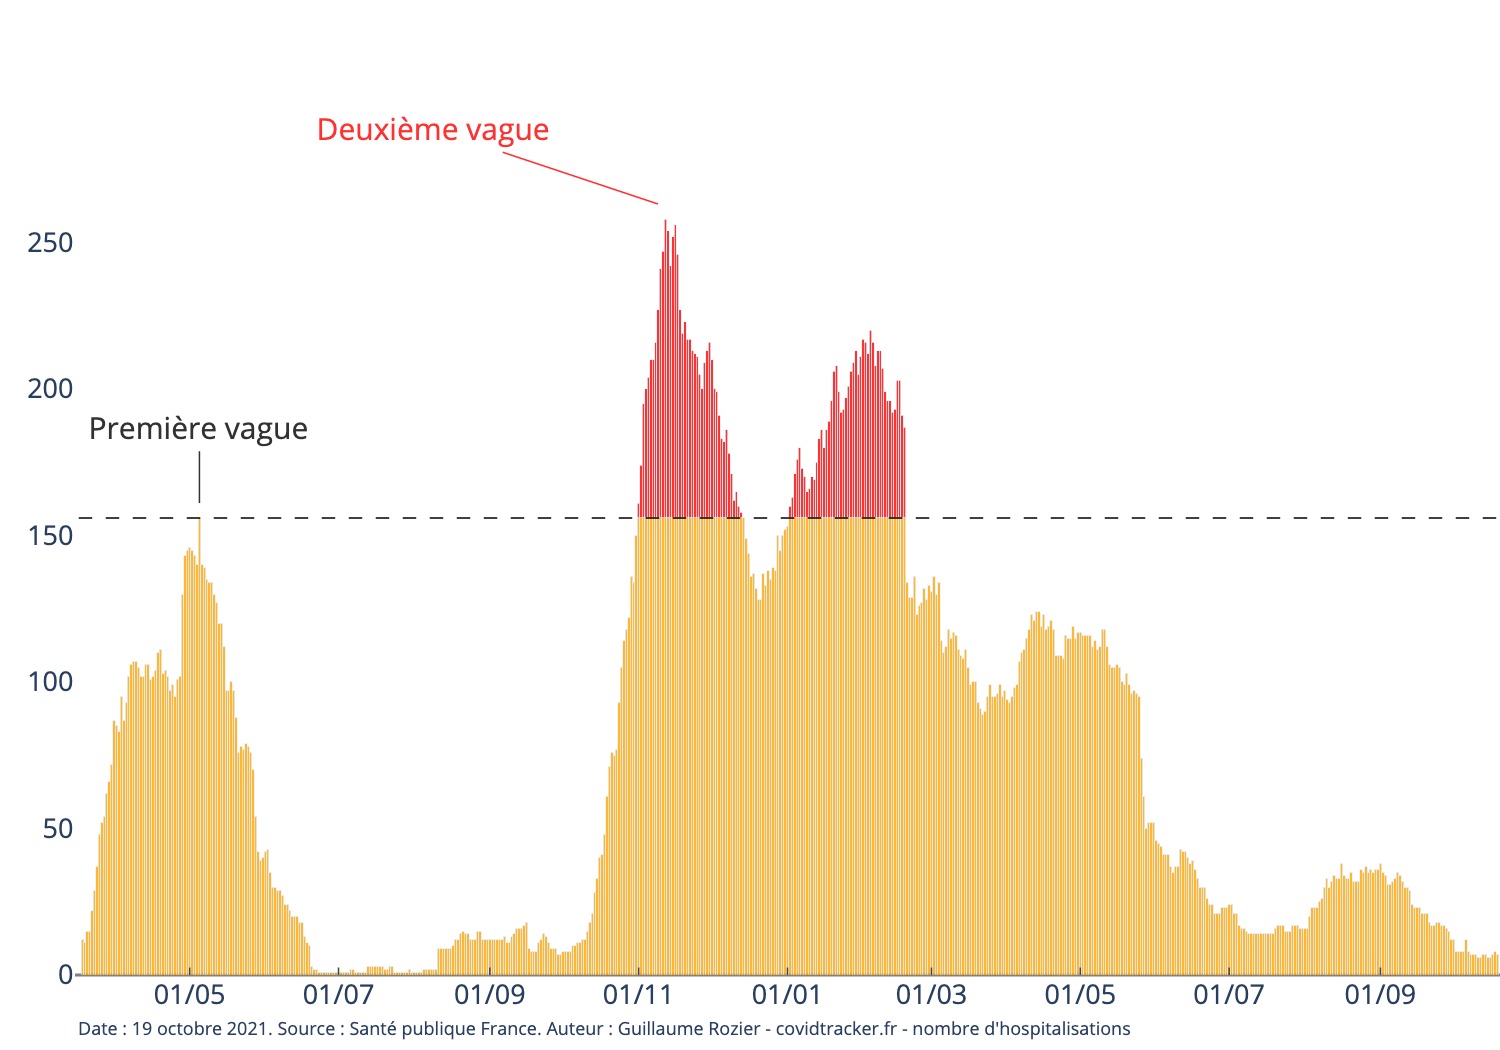 Deuxième vague
250
200
Première vague
150
100
50
0
01/05 01/07 01/09 01/11 01/01 01/03 01/05 01/07 01/09
Date : 19 octobre 2021. Source : Santé publique France. Auteur : Guillaume Rozier - covidtracker.fr - nombre d'hospitalisations